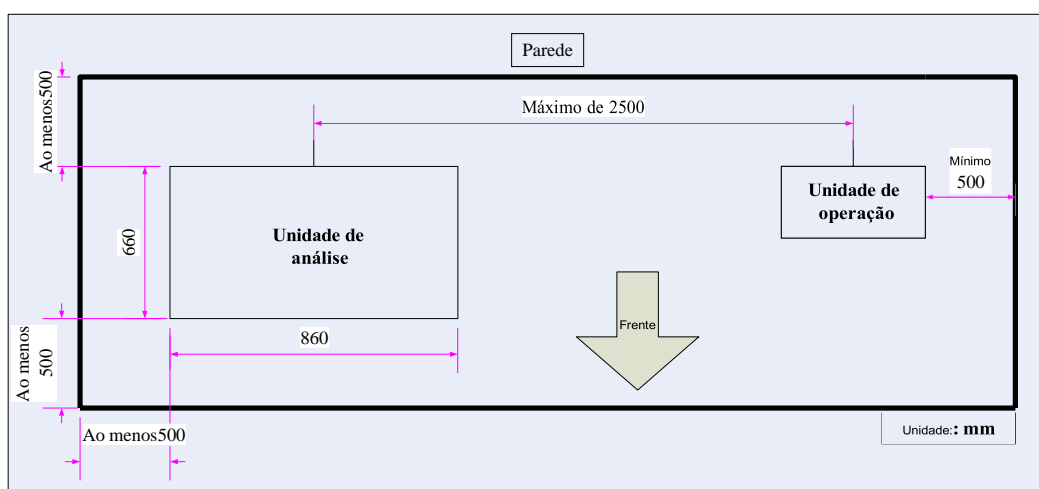 Parede
Ao menos500
Máximo de 2500
Mínimo
500
Unidade de
operação
Unidade de
análise
660
Frente
860
Ao menos
500
Ao menos500
Unidade:: mm